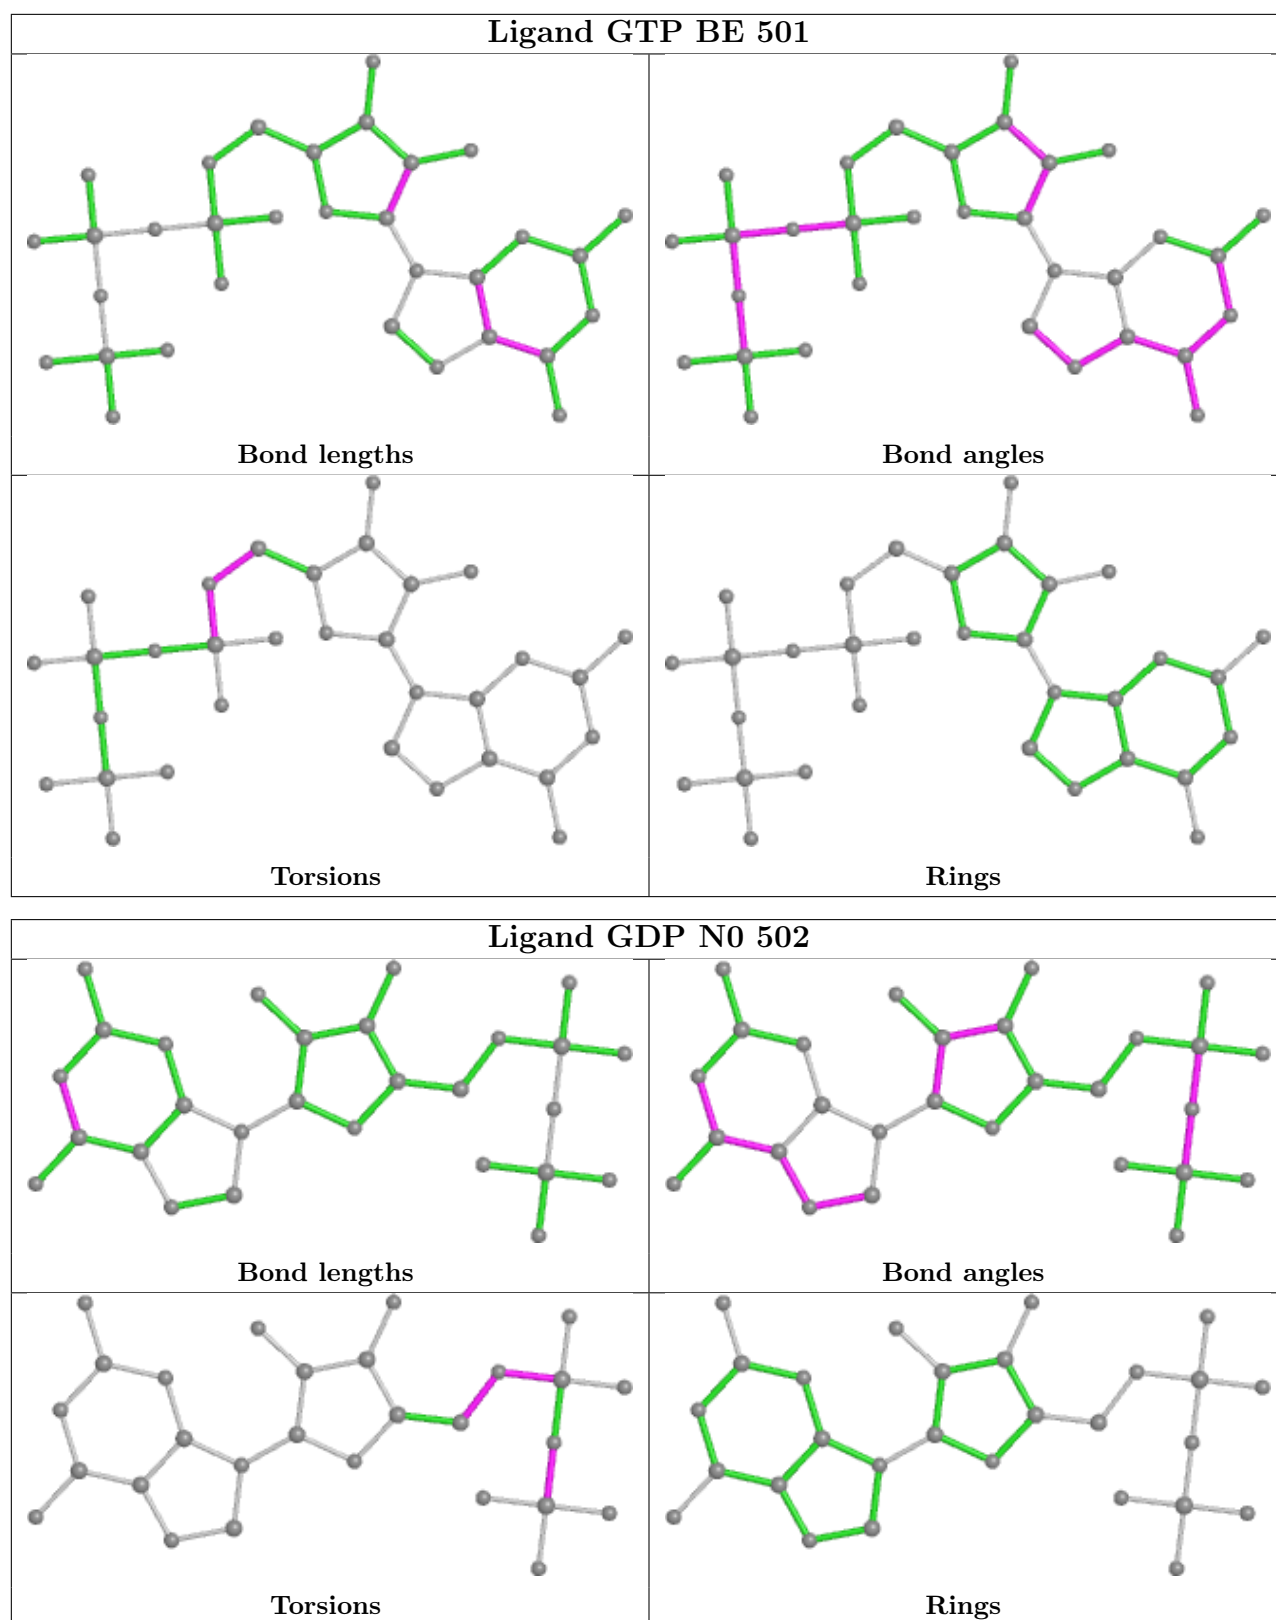 Ligand GTP BE 501
Bond lengths
Bond angles
Torsions
Rings
Ligand GDP N0 502
Bond lengths
Bond angles
Torsions
Rings